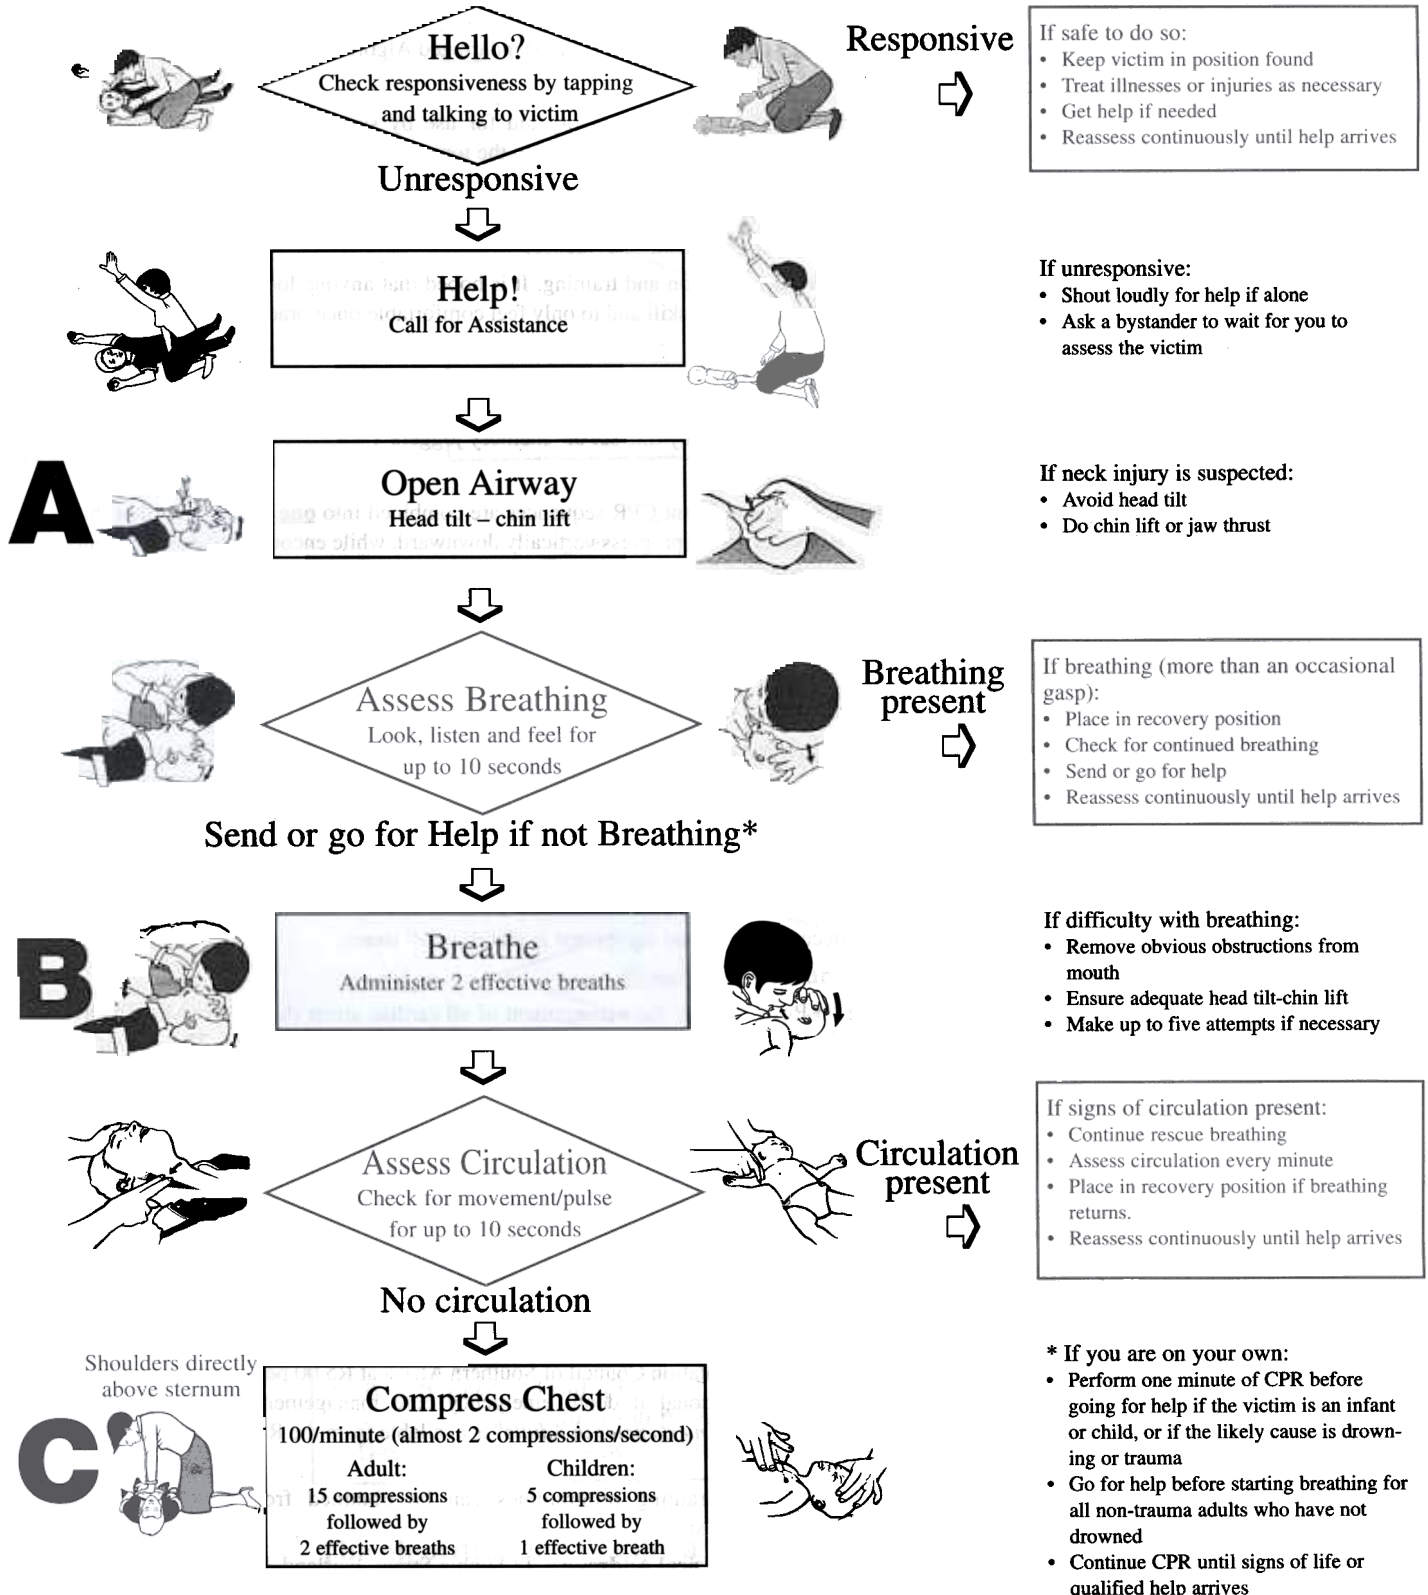 Hello?
Check responsiveness by tapping
and talking to victim
Responsive
If safe to do so:
• Keep victim in position found
• Treat illnesses or injuries as necessary
• Get help if needed
• Reassess continuously until help arrives
Unresponsive
Help!
Call for Assistance
If unresponsive:
• Shout loudly for help if alone
• Ask a bystander to wait for you to
assess the victim
A
Open Airway
Head tilt – chin lift
If neck injury is suspected:
• Avoid head tilt
• Do chin lift or jaw thrust
Assess Breathing
Look, listen and feel for
up to 10 seconds
Breathing
present
If breathing (more than an occasional
gasp):
• Place in recovery position
• Check for continued breathing
• Send or go for help
• Reassess continuously until help arrives
Send or go for Help if not Breathing*
B
Breathe
Administer 2 effective breaths
If difficulty with breathing:
• Remove obvious obstructions from
mouth
• Ensure adequate head tilt-chin lift
• Make up to five attempts if necessary
Assess Circulation
Check for movement/pulse
for up to 10 seconds
Circulation
present
If signs of circulation present:
• Continue rescue breathing
• Assess circulation every minute
• Place in recovery position if breathing
returns.
• Reassess continuously until help arrives
No circulation
C
Shoulders directly
above sternum
Compress Chest
100/minute (almost 2 compressions/second)
Adult:
15 compressions
followed by
2 effective breaths
Children:
5 compressions
followed by
1 effective breath
* If you are on your own:
• Perform one minute of CPR before
going for help if the victim is an infant
or child, or if the likely cause is drown-
ing or trauma
• Go for help before starting breathing for
all non-trauma adults who have not
drowned
• Continue CPR until signs of life or
qualified help arrives